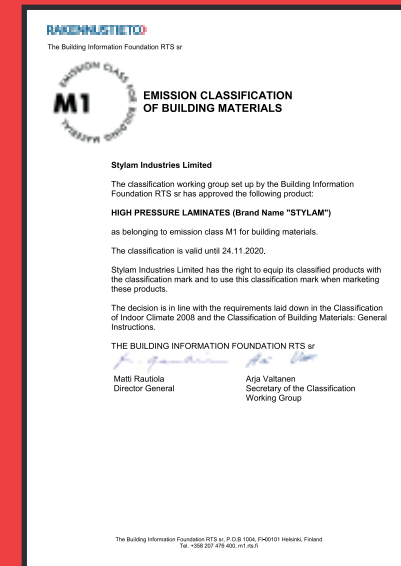 RAKENNUSTIETO
The Building Information Foundation RTS sr
EMISSION CLASS FOR BUILDING MATERIAL
M1
EMISSION CLASSIFICATION
OF BUILDING MATERIALS
Stylam Industries Limited
The classification working group set up by the Building Information
Foundation RTS sr has approved the following product:
HIGH PRESSURE LAMINATES (Brand Name "STYLAM")
as belonging to emission class M1 for building materials.
The classification is valid until 24.11.2020.
Stylam Industries Limited has the right to equip its classified products with
the classification mark and to use this classification mark when marketing
these products.
The decision is in line with the requirements laid down in the Classification
of Indoor Climate 2008 and the Classification of Building Materials: General
Instructions.
THE BUILDING INFORMATION FOUNDATION RTS sr
Matti Rautiola
Director General
Arja Valtanen
Secretary of the Classification
Working Group
The Building Information Foundation RTS sr, P.O.B 1004, FI-00101 Helsinki, Finland
Tel. +358 207 476 400, m1.rts.fi